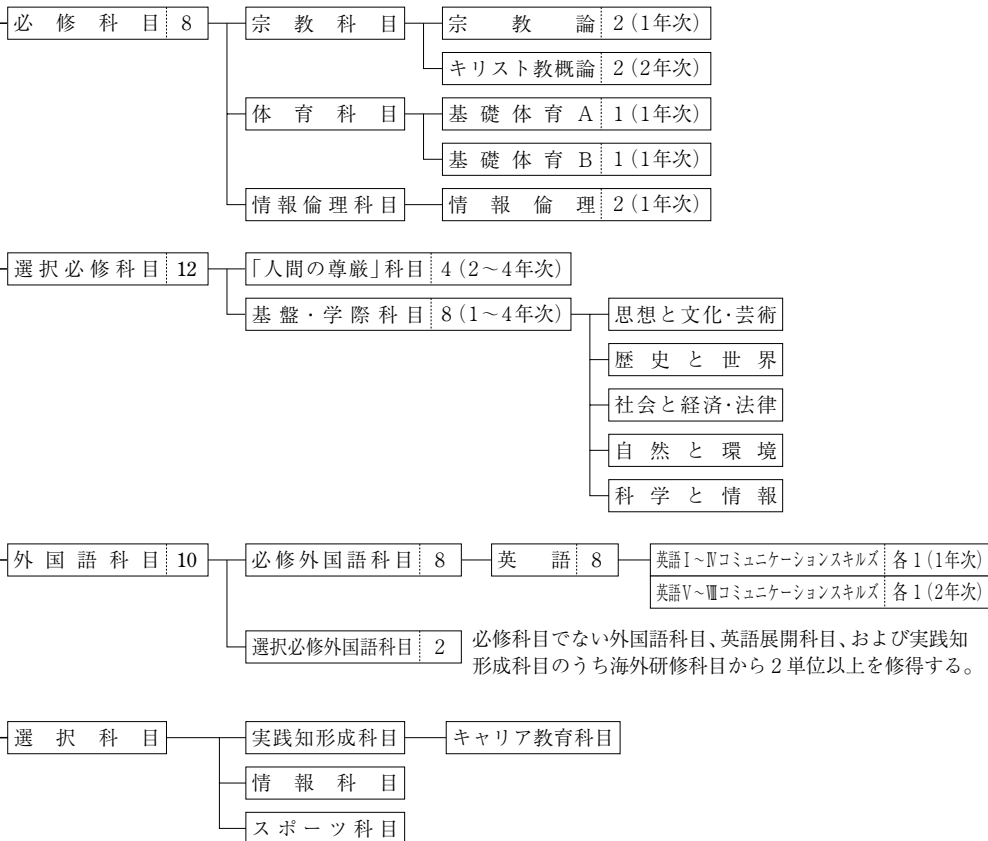 必修科目 8 宗教科目 宗教論 2(1年次)
キリスト教概論 2(2年次)
体育科目 基礎体育A 1(1年次)
基礎体育B 1(1年次)
情報倫理科目 情報倫理 2(1年次)
選択必修科目 12 「人間の尊厳」科目 4(2～4年次)
基盤・学際科目 8(1～4年次) 思想と文化・芸術
歴史と世界
社会と経済・法律
自然と環境
科学と情報
外国語科目 10 必修外国語科目 8 英語 8 英語Ⅰ～Ⅳコミュニケーションスキルズ 各1(1年次)
英語Ⅴ～Ⅷコミュニケーションスキルズ 各1(2年次)
選択必修外国語科目 2 必修科目でない外国語科目、英語展開科目、および実践知
形成科目のうち海外研修科目から2単位以上を修得する。
選択科目 実践知形成科目 キャリア教育科目
情報科目
スポーツ科目